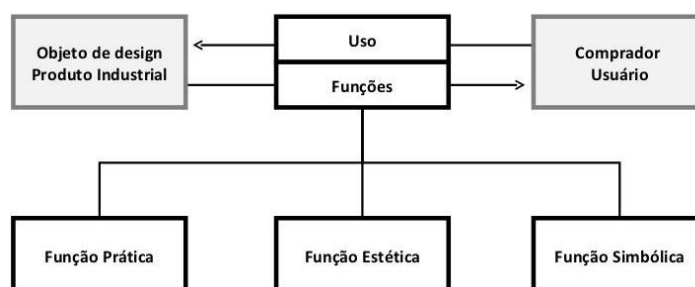 Objeto de design
Produto Industrial
Uso
Funções
Comprador
Usuário
Função Prática
Função Estética
Função Simbólica